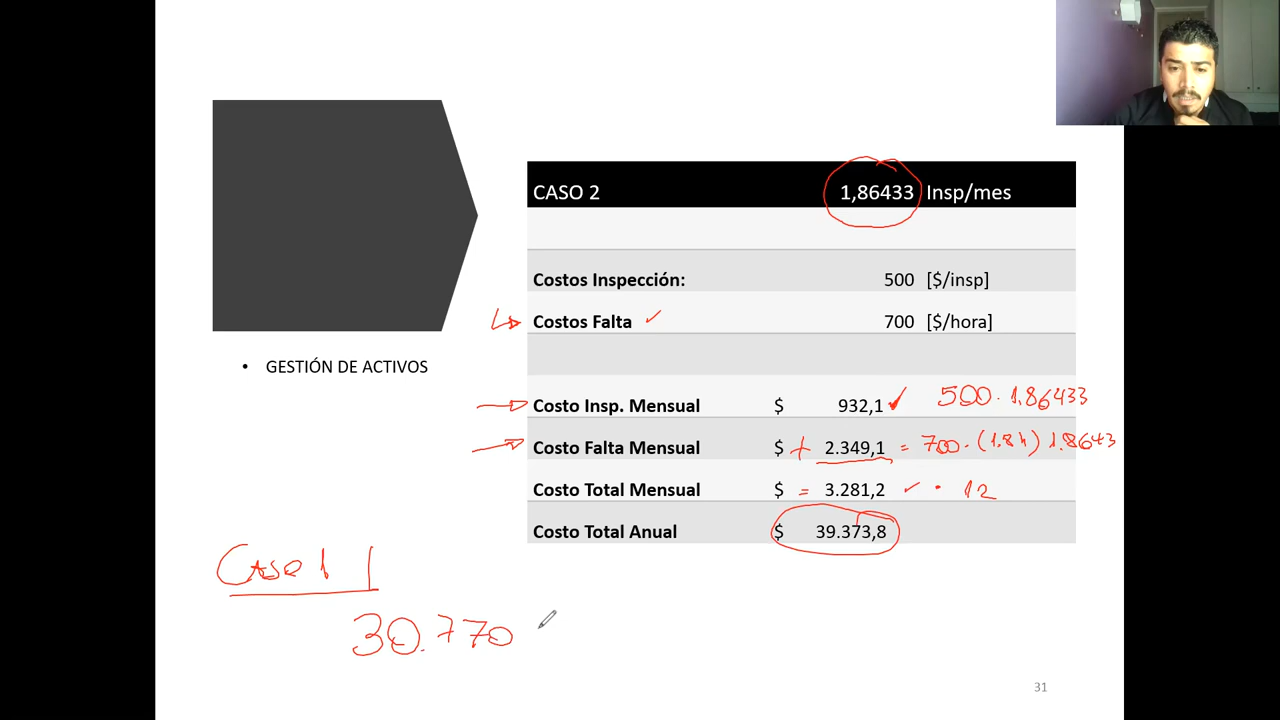 CASO 2 1,86433 Insp/mes
Costos Inspección: 500 [$/insp]
Costos Falta 700 [$/hora]
• GESTIÓN DE ACTIVOS
Costo Insp. Mensual $ 932,1 500 · 1.86433
Costo Falta Mensual $ + 2.349,1 = 700 · (1.8h) 1.8643
Costo Total Mensual $ = 3.281,2 · 12
Costo Total Anual $ 39.373,8
Caso 1
30.770
31